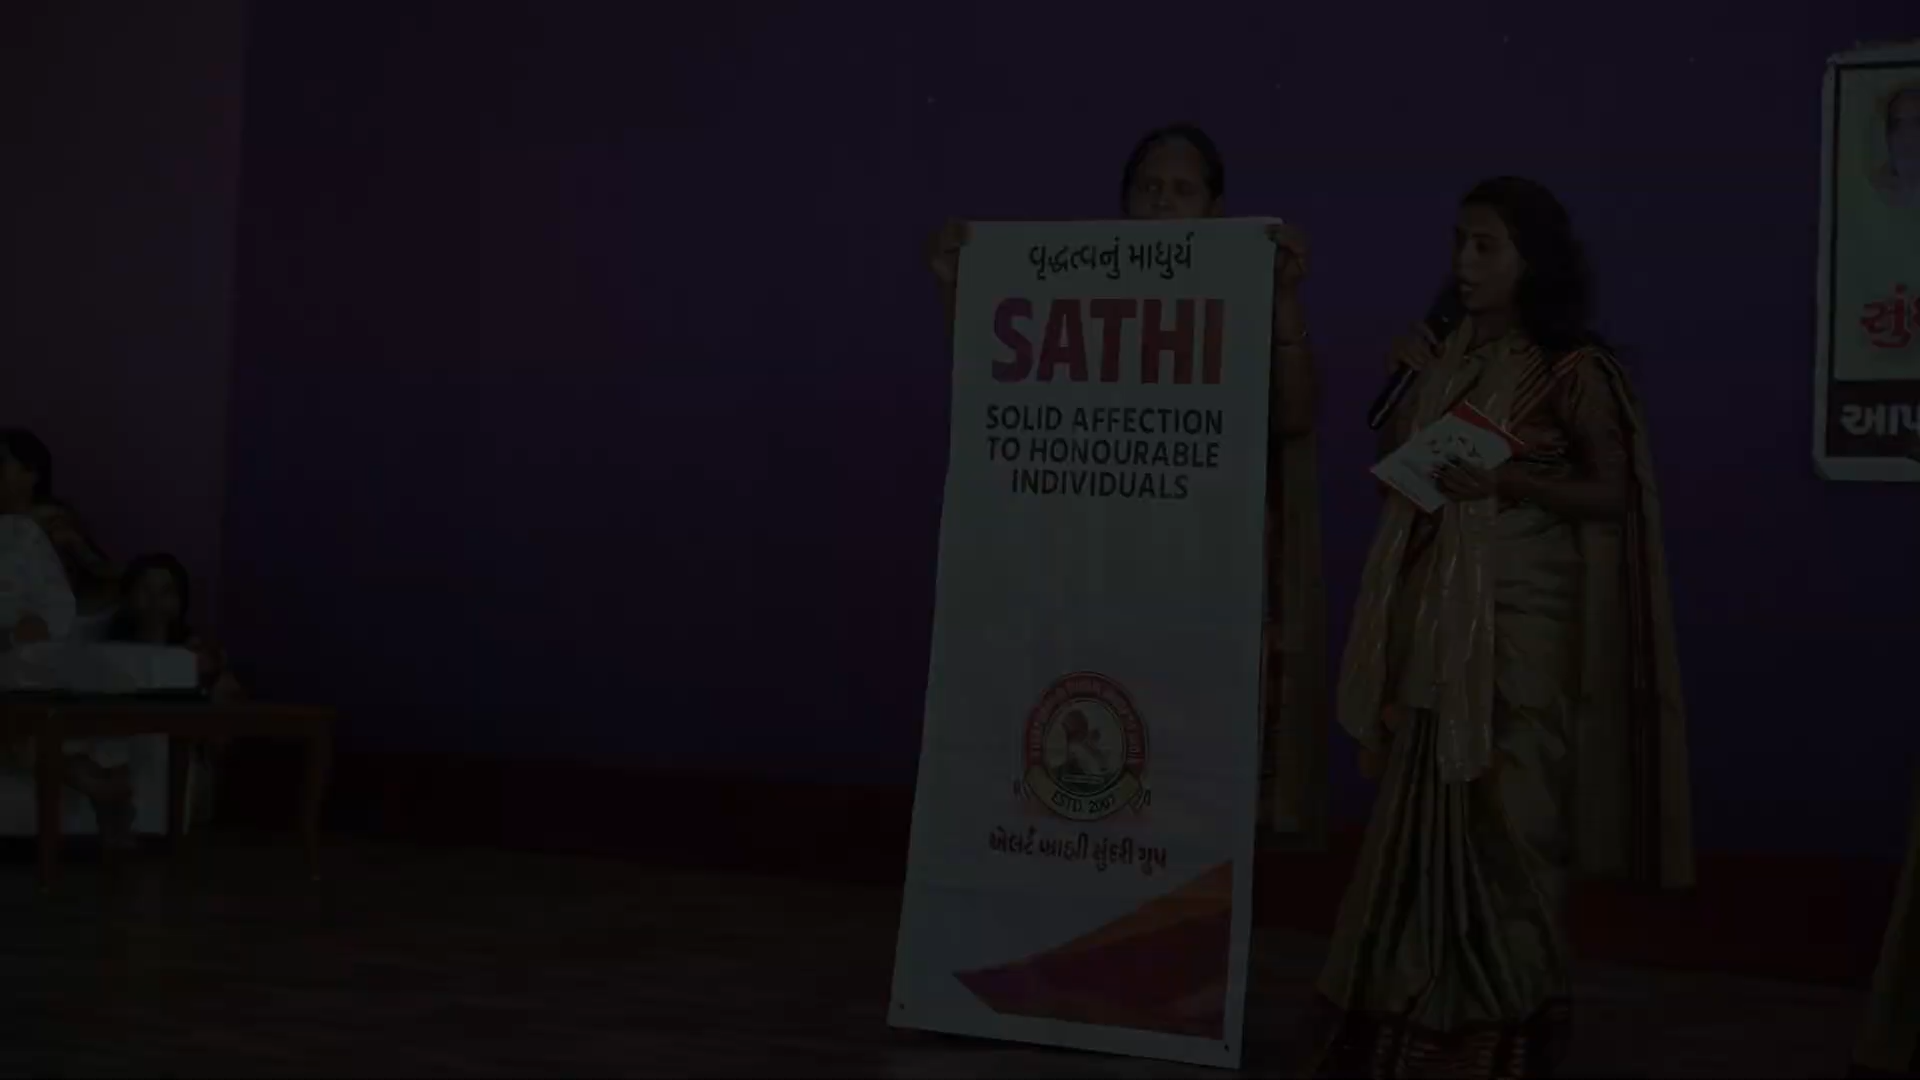 વૃદ્ધત્વનું માધુર્ય
SATHI
SOLID AFFECTION
TO HONOURABLE
INDIVIDUALS
ESTD. 2007
એલર્ટ બ્રાહ્મી સુંદરી ગ્રુપ